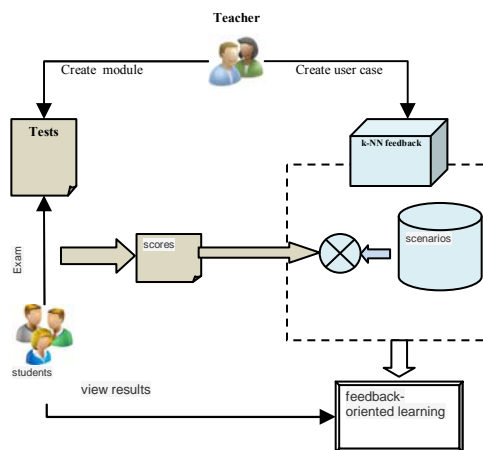 Teacher
Create module
Create user case
Tests
k-NN feedback
scores
scenarios
Exam
students
view results
feedback-
oriented learning